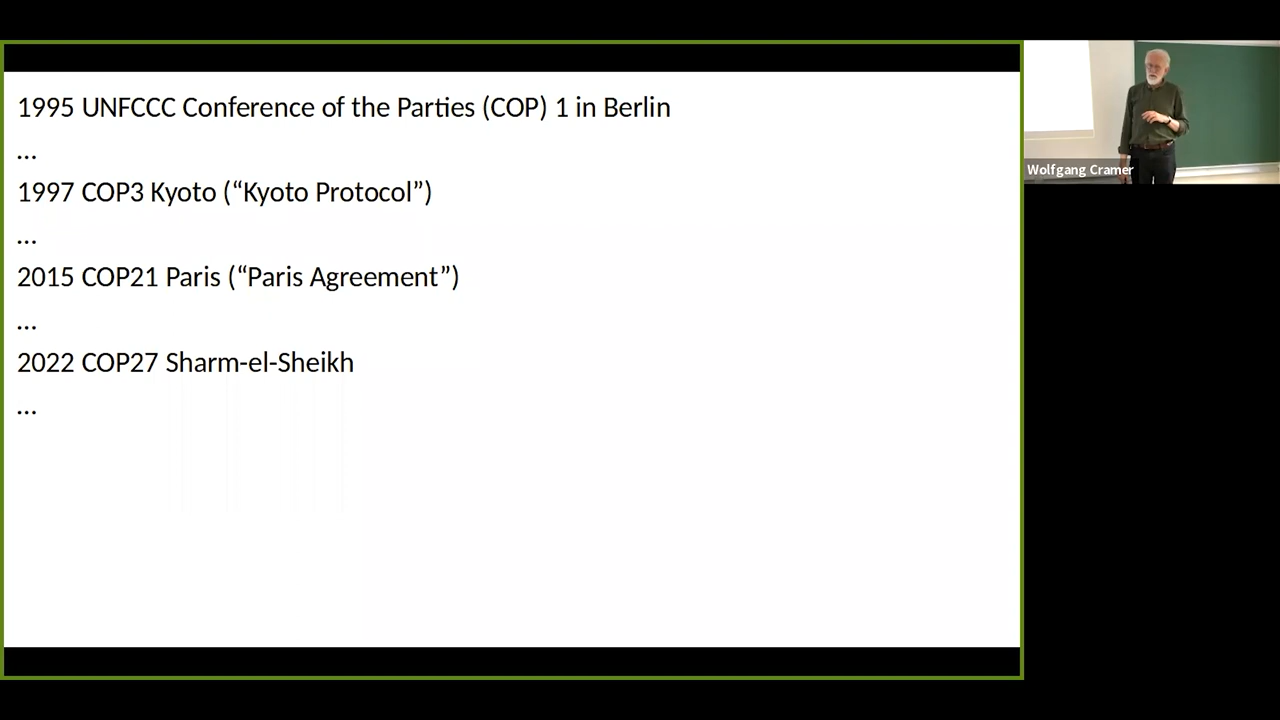 1995 UNFCCC Conference of the Parties (COP) 1 in Berlin
...
1997 COP3 Kyoto (“Kyoto Protocol”)
...
2015 COP21 Paris (“Paris Agreement”)
...
2022 COP27 Sharm-el-Sheikh
...
Wolfgang Cramer